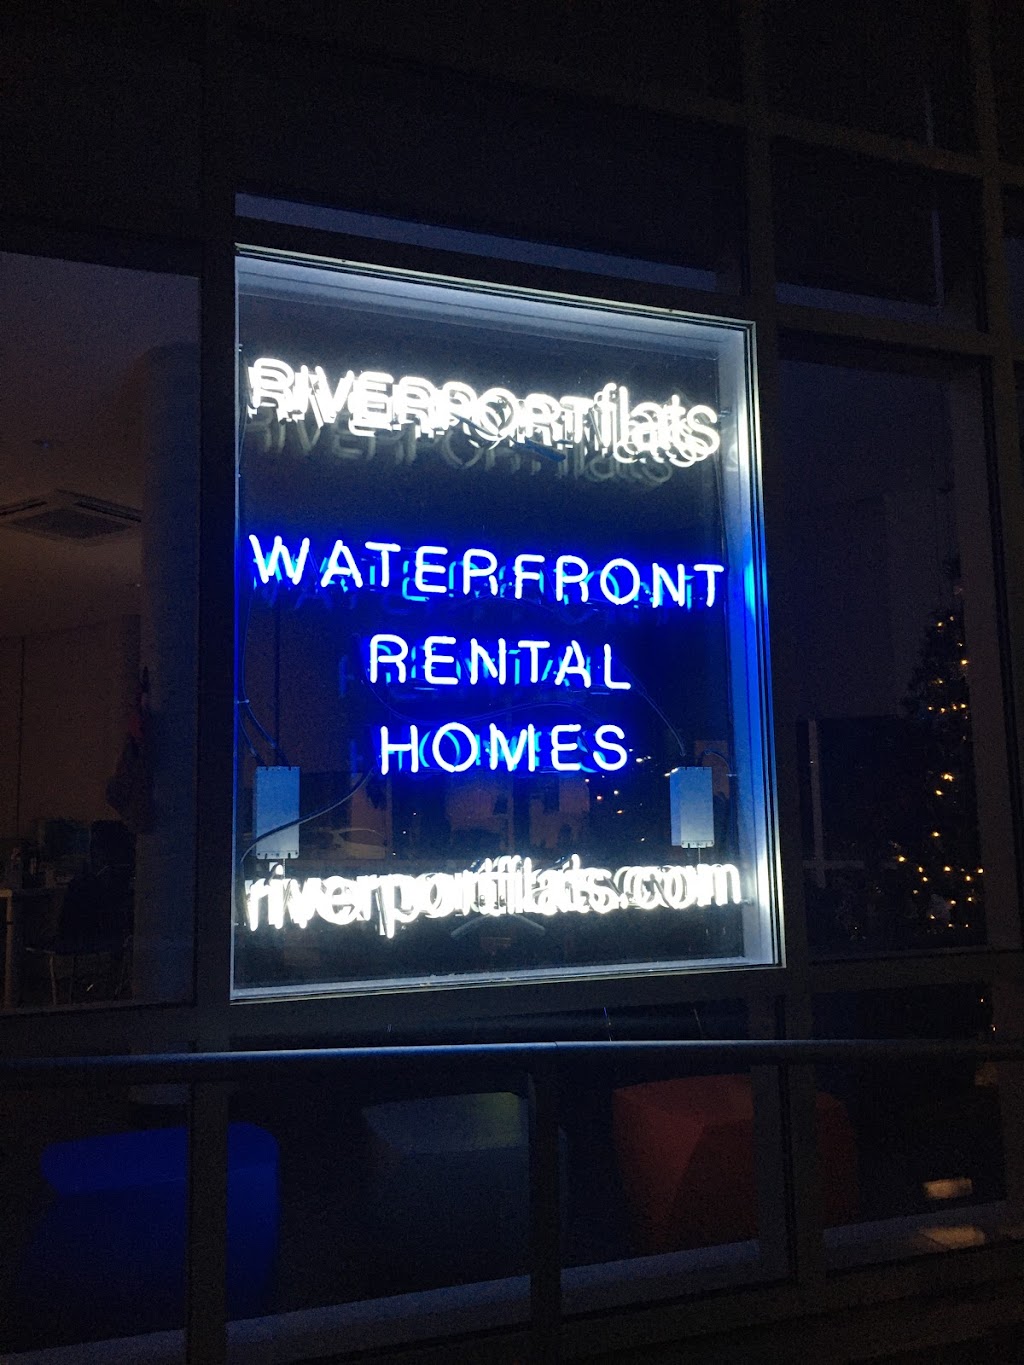 RIVERPORTflats
WATERFRONT
RENTAL
HOMES
riverportflats.com